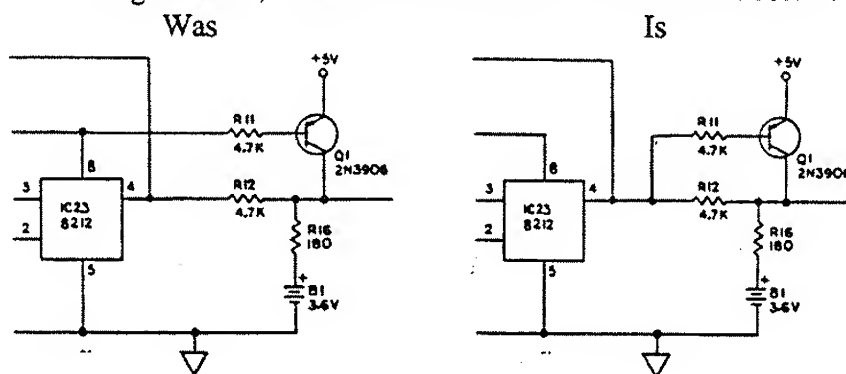 Was
Is
+5V
R11
4.7K
Q1
2N3906
8
3
4
IC23
8212
2
R12
4.7K
R16
180
5
+
B1
3.6V
+5V
R11
4.7K
Q1
2N3906
8
3
4
IC23
8212
2
R12
4.7K
R16
180
5
+
B1
3.6V